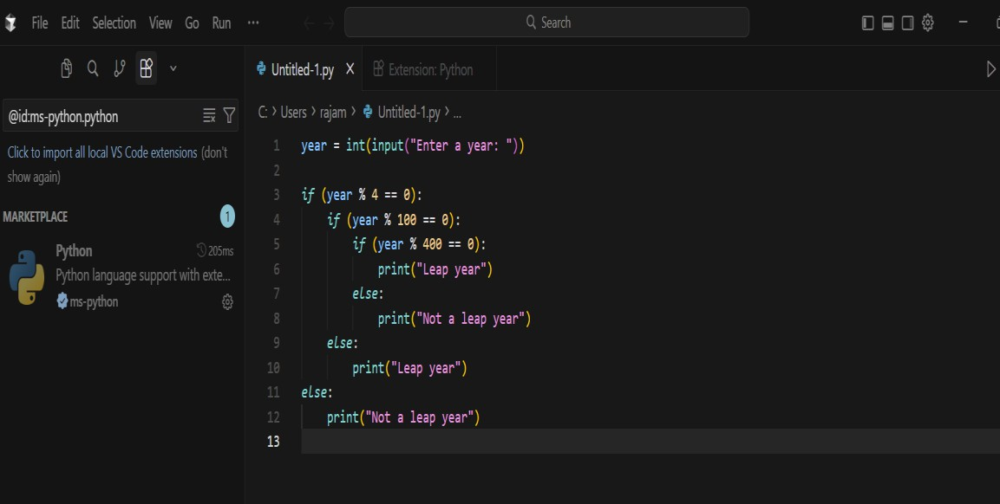 File Edit Selection View Go Run ...
Search
Untitled-1.py X Extension: Python
@id:ms-python.python
C: > Users > rajam > Untitled-1.py > ...
Click to import all local VS Code extensions (don't
show again)
MARKETPLACE 1
Python 205ms
Python language support with exte...
ms-python
1 year = int(input("Enter a year: "))
2
3 if (year % 4 == 0):
4     if (year % 100 == 0):
5         if (year % 400 == 0):
6             print("Leap year")
7         else:
8             print("Not a leap year")
9     else:
10         print("Leap year")
11 else:
12     print("Not a leap year")
13